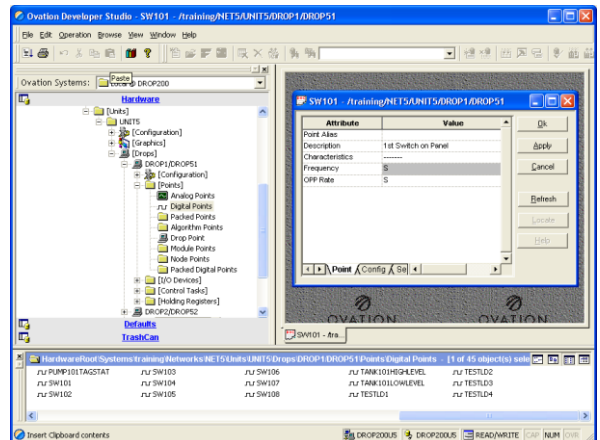 Ovation Developer Studio - SW101 - /training/NET5/UNIT5/DROP1/DROP51
File Edit Operation Browse View Window Help
Ovation Systems:
Paste
DROP200
Hardware
[Units]
UNIT5
[Configuration]
[Graphics]
[Drops]
DROP1/DROP51
[Configuration]
[Points]
Analog Points
Digital Points
Packed Points
Algorithm Points
Drop Point
Module Points
Node Points
Packed Digital Points
[I/O Devices]
[Control Tasks]
[Holding Registers]
DROP2/DROP52
Defaults
TrashCan
SW101 - /training/NET5/UNIT5/DROP1/DROP51
Attribute Value
Point Alias
Description 1st Switch on Panel
Characteristics --------
Frequency S
OPP Rate S
Ok
Apply
Cancel
Refresh
Locate
Help
Point Config Se
OVATION OVATION
SW101 - /tra...
HardwareRoot\Systems\training\Networks\NET5\Units\UNIT5\Drops\DROP1/DROP51\Points\Digital Points - [1 of 45 object(s) sele
PUMP101TAGSTAT SW103 SW106 TANK101HIGHLEVEL TESTLD2
SW101 SW104 SW107 TANK101LOWLEVEL TESTLD3
SW102 SW105 SW108 TESTLD1 TESTLD4
Insert Clipboard contents
DROP200U5 DROP200U5 READ/WRITE CAP NUM OVR